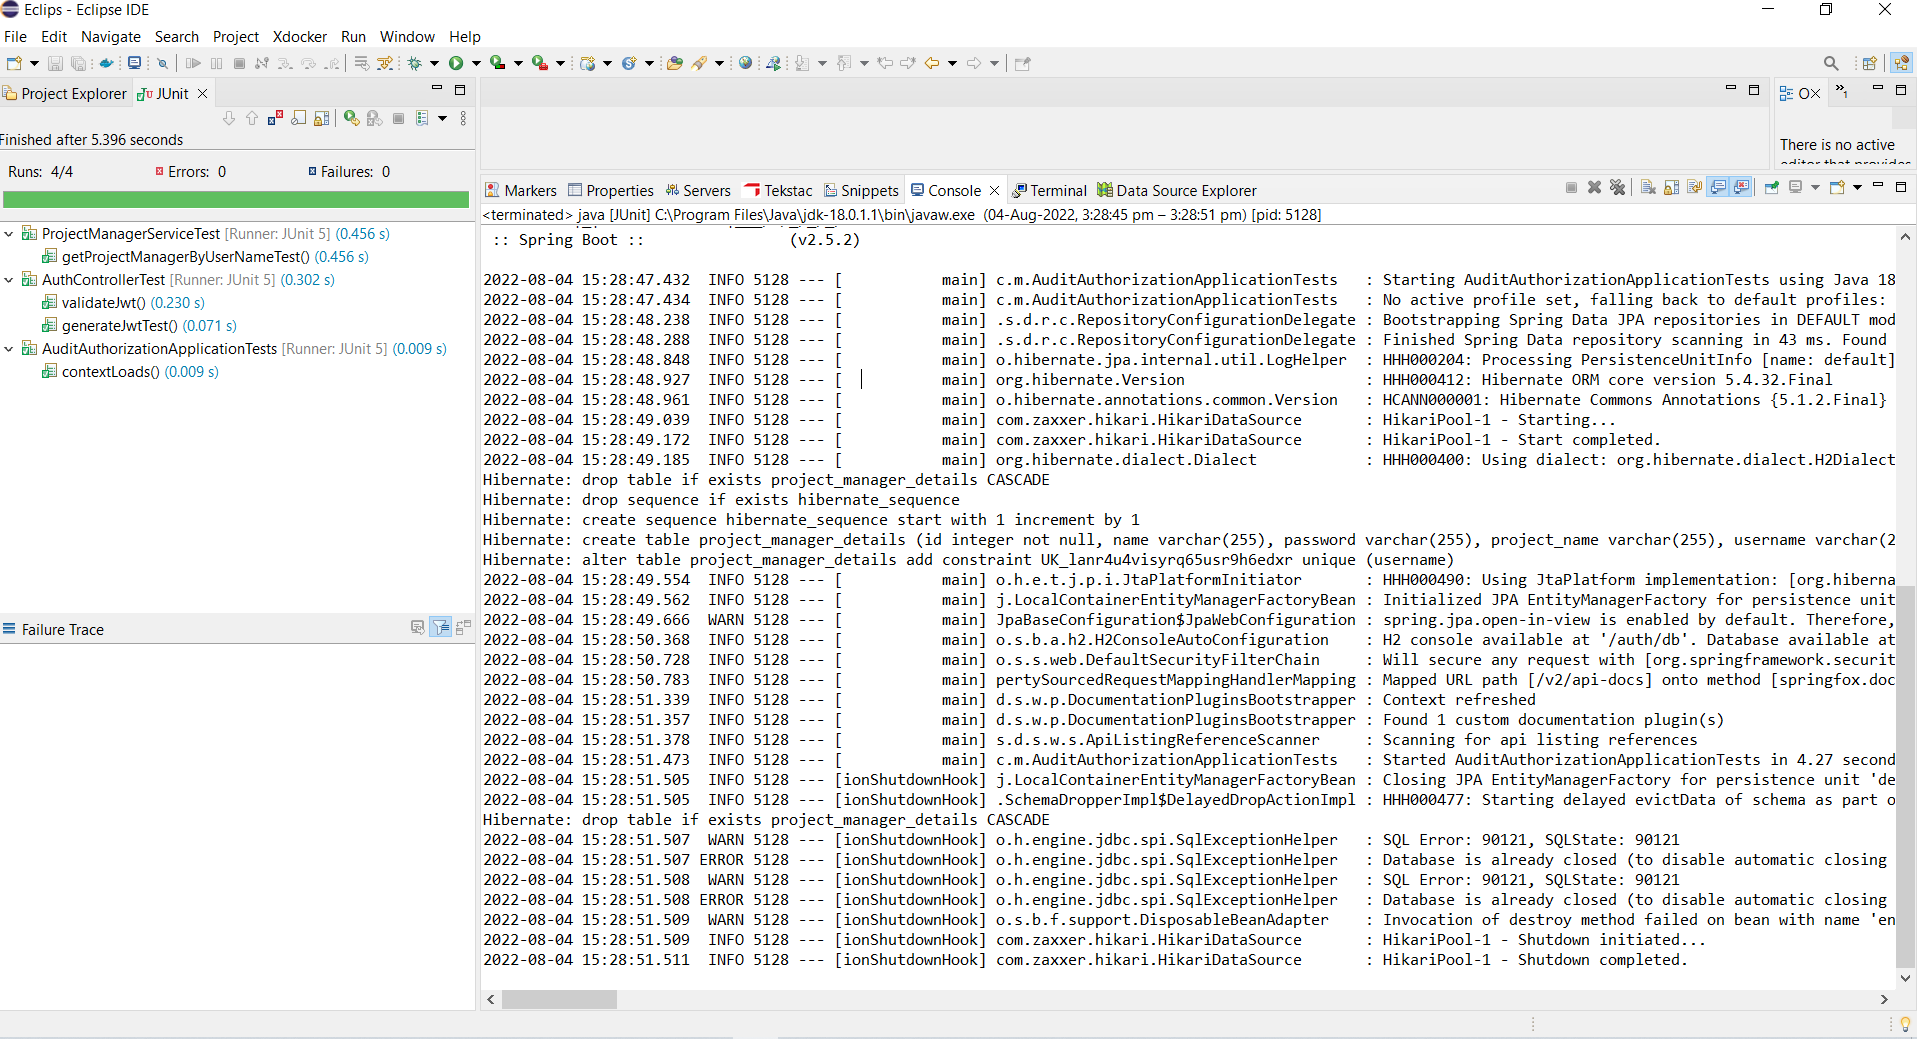 Eclips - Eclipse IDE
File Edit Navigate Search Project Xdocker Run Window Help
Project Explorer JUnit
Finished after 5.396 seconds
Runs: 4/4 Errors: 0 Failures: 0
ProjectManagerServiceTest [Runner: JUnit 5] (0.456 s)
getProjectManagerByUserNameTest() (0.456 s)
AuthControllerTest [Runner: JUnit 5] (0.302 s)
validateJwt() (0.230 s)
generateJwtTest() (0.071 s)
AuditAuthorizationApplicationTests [Runner: JUnit 5] (0.009 s)
contextLoads() (0.009 s)
Failure Trace
O
»1
There is no active
Markers Properties Servers Tekstac Snippets Console Terminal Data Source Explorer
<terminated> java [JUnit] C:\Program Files\Java\jdk-18.0.1.1\bin\javaw.exe (04-Aug-2022, 3:28:45 pm – 3:28:51 pm) [pid: 5128]
:: Spring Boot :: (v2.5.2)
2022-08-04 15:28:47.432 INFO 5128 --- [ main] c.m.AuditAuthorizationApplicationTests : Starting AuditAuthorizationApplicationTests using Java 18
2022-08-04 15:28:47.434 INFO 5128 --- [ main] c.m.AuditAuthorizationApplicationTests : No active profile set, falling back to default profiles:
2022-08-04 15:28:48.238 INFO 5128 --- [ main] .s.d.r.c.RepositoryConfigurationDelegate : Bootstrapping Spring Data JPA repositories in DEFAULT mod
2022-08-04 15:28:48.288 INFO 5128 --- [ main] .s.d.r.c.RepositoryConfigurationDelegate : Finished Spring Data repository scanning in 43 ms. Found
2022-08-04 15:28:48.848 INFO 5128 --- [ main] o.hibernate.jpa.internal.util.LogHelper : HHH000204: Processing PersistenceUnitInfo [name: default]
2022-08-04 15:28:48.927 INFO 5128 --- [ main] org.hibernate.Version : HHH000412: Hibernate ORM core version 5.4.32.Final
2022-08-04 15:28:48.961 INFO 5128 --- [ main] o.hibernate.annotations.common.Version : HCANN000001: Hibernate Commons Annotations {5.1.2.Final}
2022-08-04 15:28:49.039 INFO 5128 --- [ main] com.zaxxer.hikari.HikariDataSource : HikariPool-1 - Starting...
2022-08-04 15:28:49.172 INFO 5128 --- [ main] com.zaxxer.hikari.HikariDataSource : HikariPool-1 - Start completed.
2022-08-04 15:28:49.185 INFO 5128 --- [ main] org.hibernate.dialect.Dialect : HHH000400: Using dialect: org.hibernate.dialect.H2Dialect
Hibernate: drop table if exists project_manager_details CASCADE
Hibernate: drop sequence if exists hibernate_sequence
Hibernate: create sequence hibernate_sequence start with 1 increment by 1
Hibernate: create table project_manager_details (id integer not null, name varchar(255), password varchar(255), project_name varchar(255), username varchar(2
Hibernate: alter table project_manager_details add constraint UK_lanr4u4visyrq65usr9h6edxr unique (username)
2022-08-04 15:28:49.554 INFO 5128 --- [ main] o.h.e.t.j.p.i.JtaPlatformInitiator : HHH000490: Using JtaPlatform implementation: [org.hiberna
2022-08-04 15:28:49.562 INFO 5128 --- [ main] j.LocalContainerEntityManagerFactoryBean : Initialized JPA EntityManagerFactory for persistence unit
2022-08-04 15:28:49.666 WARN 5128 --- [ main] JpaBaseConfiguration$JpaWebConfiguration : spring.jpa.open-in-view is enabled by default. Therefore,
2022-08-04 15:28:50.368 INFO 5128 --- [ main] o.s.b.a.h2.H2ConsoleAutoConfiguration : H2 console available at '/auth/db'. Database available at
2022-08-04 15:28:50.728 INFO 5128 --- [ main] o.s.s.web.DefaultSecurityFilterChain : Will secure any request with [org.springframework.securit
2022-08-04 15:28:50.783 INFO 5128 --- [ main] pertySourcedRequestMappingHandlerMapping : Mapped URL path [/v2/api-docs] onto method [springfox.doc
2022-08-04 15:28:51.339 INFO 5128 --- [ main] d.s.w.p.DocumentationPluginsBootstrapper : Context refreshed
2022-08-04 15:28:51.357 INFO 5128 --- [ main] d.s.w.p.DocumentationPluginsBootstrapper : Found 1 custom documentation plugin(s)
2022-08-04 15:28:51.378 INFO 5128 --- [ main] s.d.s.w.s.ApiListingReferenceScanner : Scanning for api listing references
2022-08-04 15:28:51.473 INFO 5128 --- [ main] c.m.AuditAuthorizationApplicationTests : Started AuditAuthorizationApplicationTests in 4.27 second
2022-08-04 15:28:51.505 INFO 5128 --- [ionShutdownHook] j.LocalContainerEntityManagerFactoryBean : Closing JPA EntityManagerFactory for persistence unit 'de
2022-08-04 15:28:51.505 INFO 5128 --- [ionShutdownHook] .SchemaDropperImpl$DelayedDropActionImpl : HHH000477: Starting delayed evictData of schema as part o
Hibernate: drop table if exists project_manager_details CASCADE
2022-08-04 15:28:51.507 WARN 5128 --- [ionShutdownHook] o.h.engine.jdbc.spi.SqlExceptionHelper : SQL Error: 90121, SQLState: 90121
2022-08-04 15:28:51.507 ERROR 5128 --- [ionShutdownHook] o.h.engine.jdbc.spi.SqlExceptionHelper : Database is already closed (to disable automatic closing
2022-08-04 15:28:51.508 WARN 5128 --- [ionShutdownHook] o.h.engine.jdbc.spi.SqlExceptionHelper : SQL Error: 90121, SQLState: 90121
2022-08-04 15:28:51.508 ERROR 5128 --- [ionShutdownHook] o.h.engine.jdbc.spi.SqlExceptionHelper : Database is already closed (to disable automatic closing
2022-08-04 15:28:51.509 WARN 5128 --- [ionShutdownHook] o.s.b.f.support.DisposableBeanAdapter : Invocation of destroy method failed on bean with name 'en
2022-08-04 15:28:51.509 INFO 5128 --- [ionShutdownHook] com.zaxxer.hikari.HikariDataSource : HikariPool-1 - Shutdown initiated...
2022-08-04 15:28:51.511 INFO 5128 --- [ionShutdownHook] com.zaxxer.hikari.HikariDataSource : HikariPool-1 - Shutdown completed.